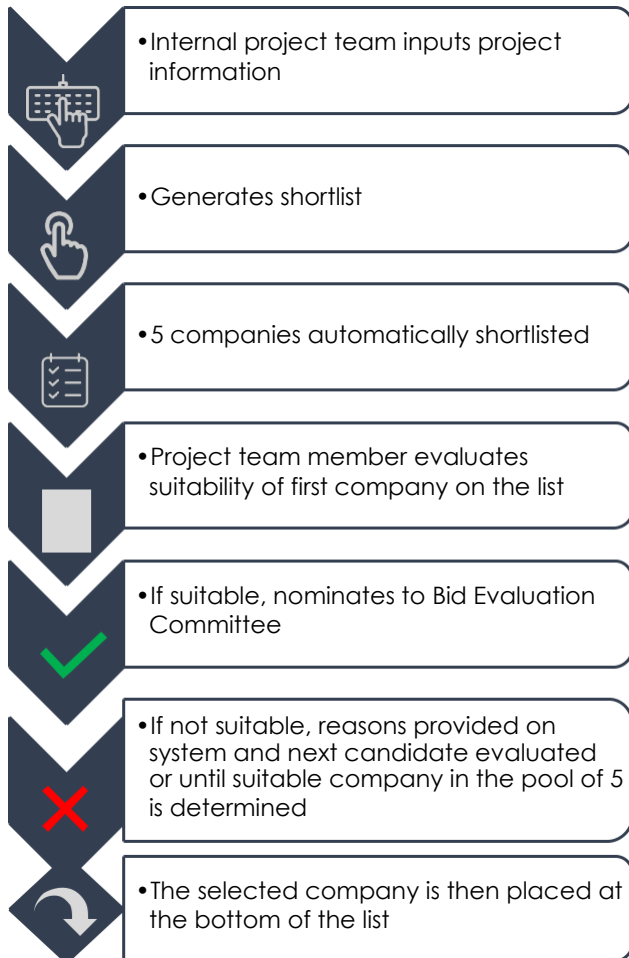 •Internal project team inputs project
information
•Generates shortlist
•5 companies automatically shortlisted
•Project team member evaluates
suitability of first company on the list
•If suitable, nominates to Bid Evaluation
Committee
•If not suitable, reasons provided on
system and next candidate evaluated
or until suitable company in the pool of 5
is determined
•The selected company is then placed at
the bottom of the list